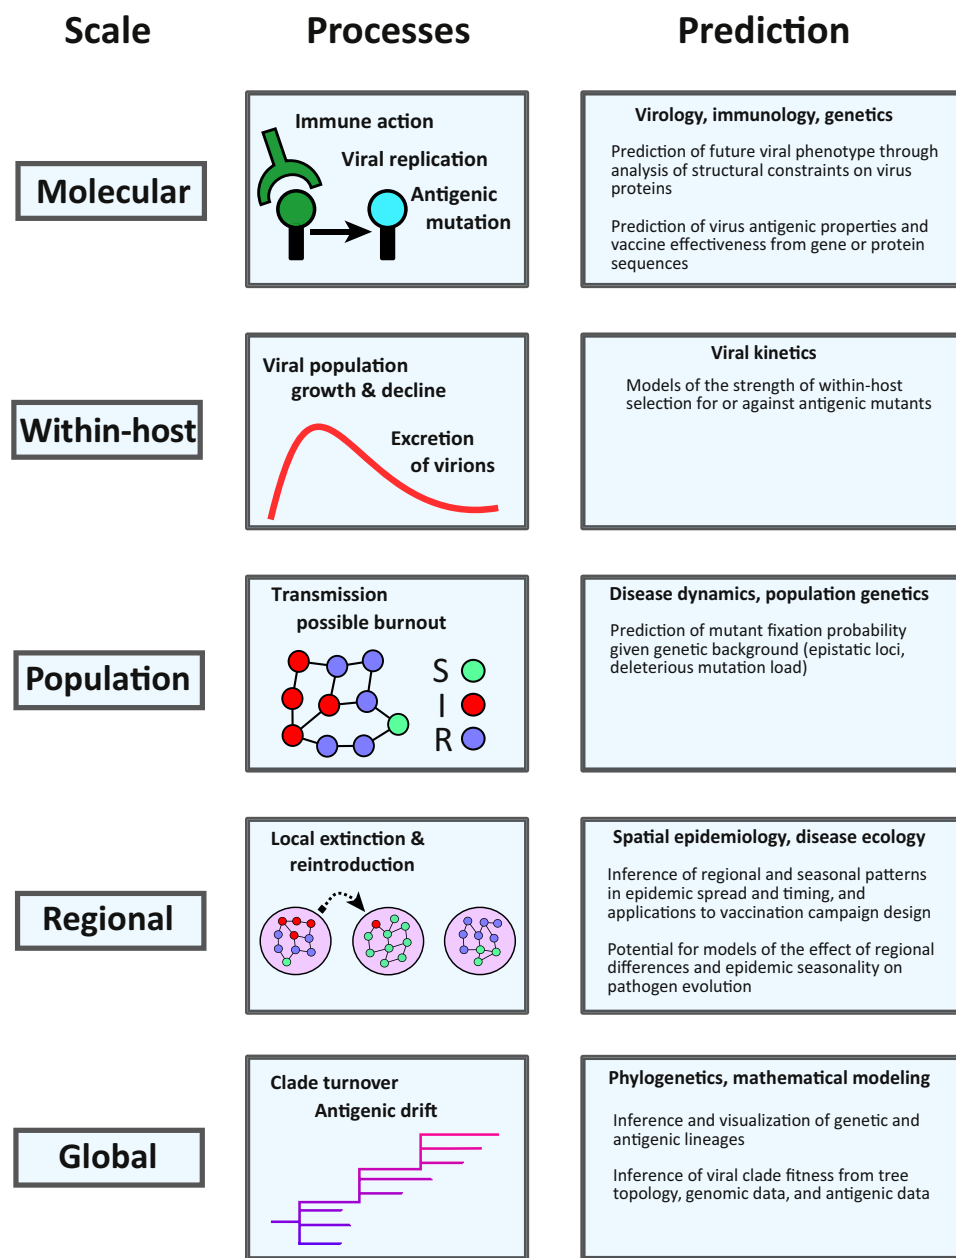 Scale
Processes
Prediction
Molecular
Immune action
Viral replication
Antigenic
mutation
Virology, immunology, genetics
Prediction of future viral phenotype through
analysis of structural constraints on virus
proteins
Prediction of virus antigenic properties and
vaccine effectiveness from gene or protein
sequences
Within-host
Viral population
growth & decline
Excretion
of virions
Viral kinetics
Models of the strength of within-host
selection for or against antigenic mutants
Population
Transmission
possible burnout
S
I
R
Disease dynamics, population genetics
Prediction of mutant fixation probability
given genetic background (epistatic loci,
deleterious mutation load)
Regional
Local extinction &
reintroduction
Spatial epidemiology, disease ecology
Inference of regional and seasonal patterns
in epidemic spread and timing, and
applications to vaccination campaign design
Potential for models of the effect of regional
differences and epidemic seasonality on
pathogen evolution
Global
Clade turnover
Antigenic drift
Phylogenetics, mathematical modeling
Inference and visualization of genetic and
antigenic lineages
Inference of viral clade fitness from tree
topology, genomic data, and antigenic data